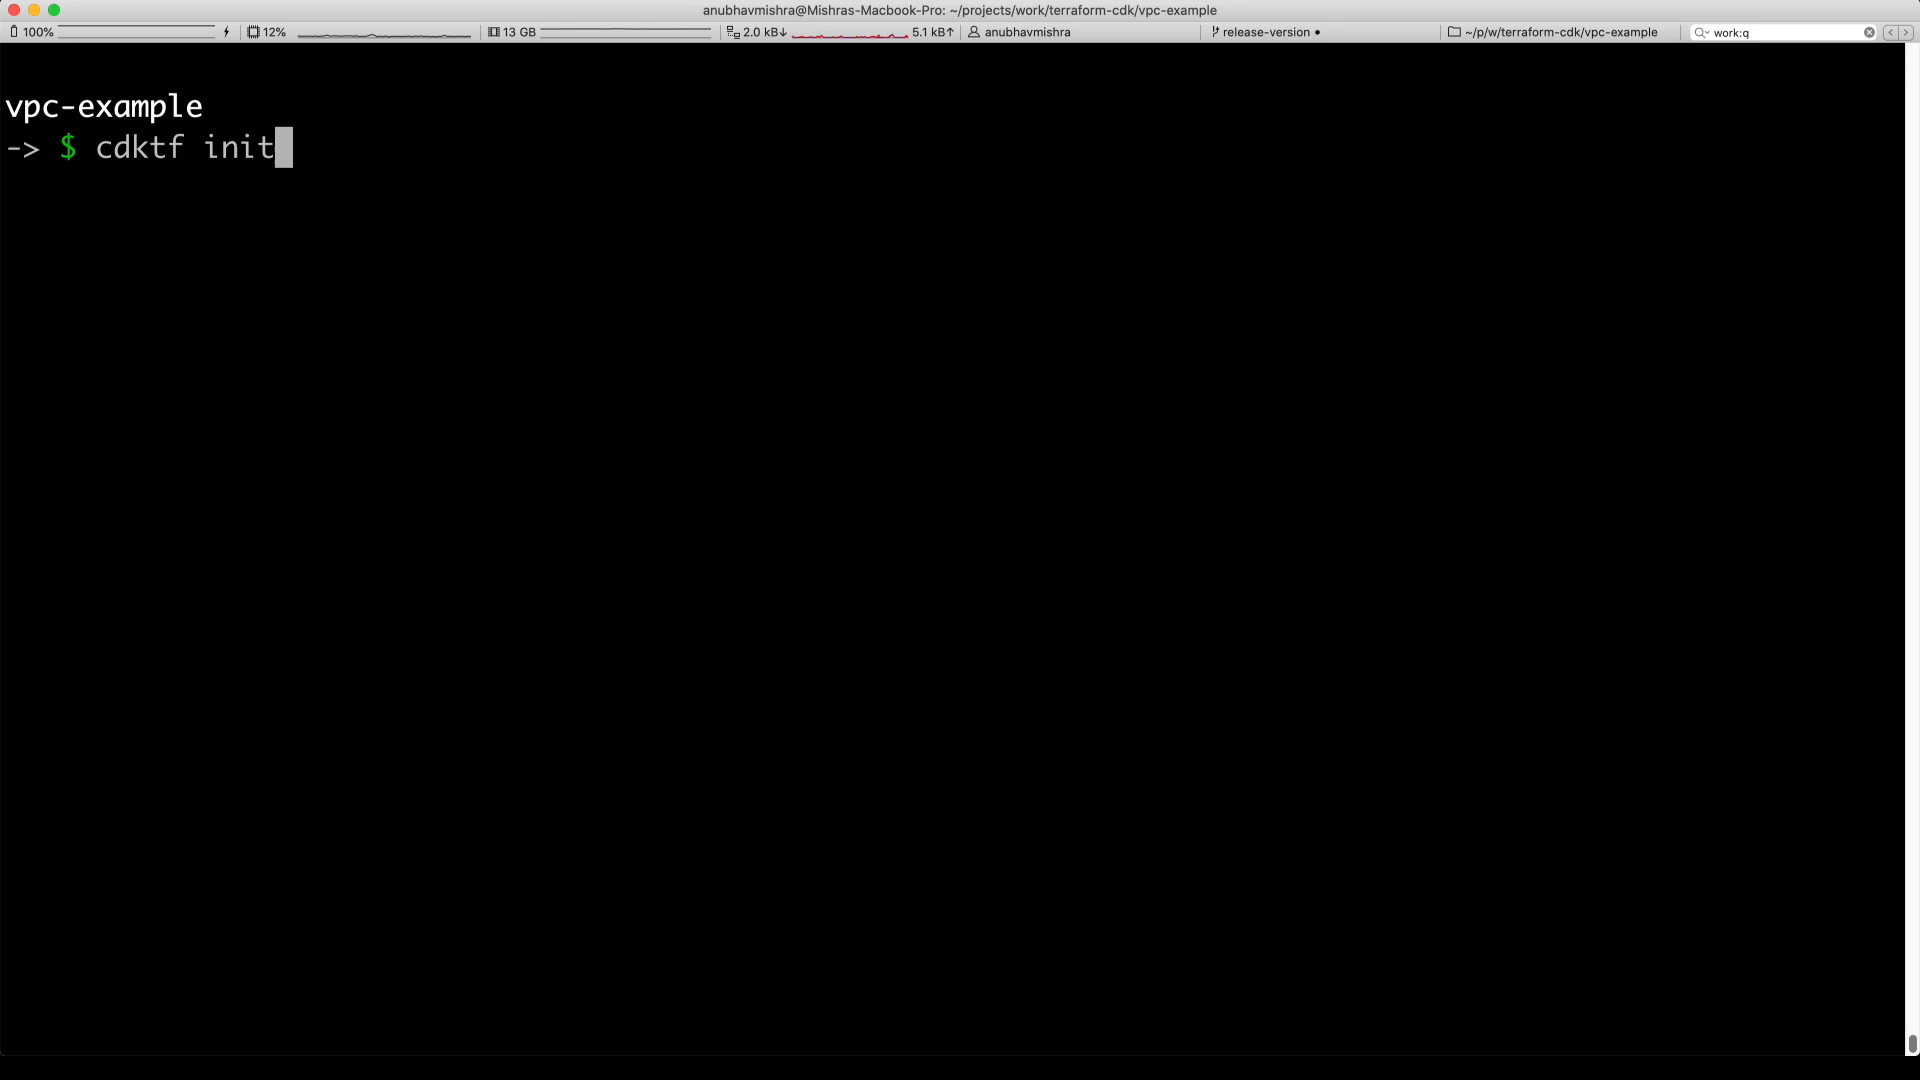 anubhavmishra@Mishras-Macbook-Pro: ~/projects/work/terraform-cdk/vpc-example
100% 12% 13 GB 2.0 kB↓ 5.1 kB↑ anubhavmishra release-version • ~/p/w/terraform-cdk/vpc-example work:q
vpc-example
-> $ cdktf init